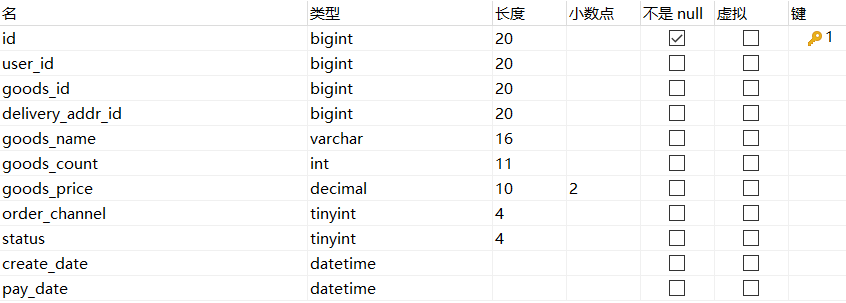 名 类型 长度 小数点 不是 null 虚拟 键
id bigint 20 1
user_id bigint 20
goods_id bigint 20
delivery_addr_id bigint 20
goods_name varchar 16
goods_count int 11
goods_price decimal 10 2
order_channel tinyint 4
status tinyint 4
create_date datetime
pay_date datetime